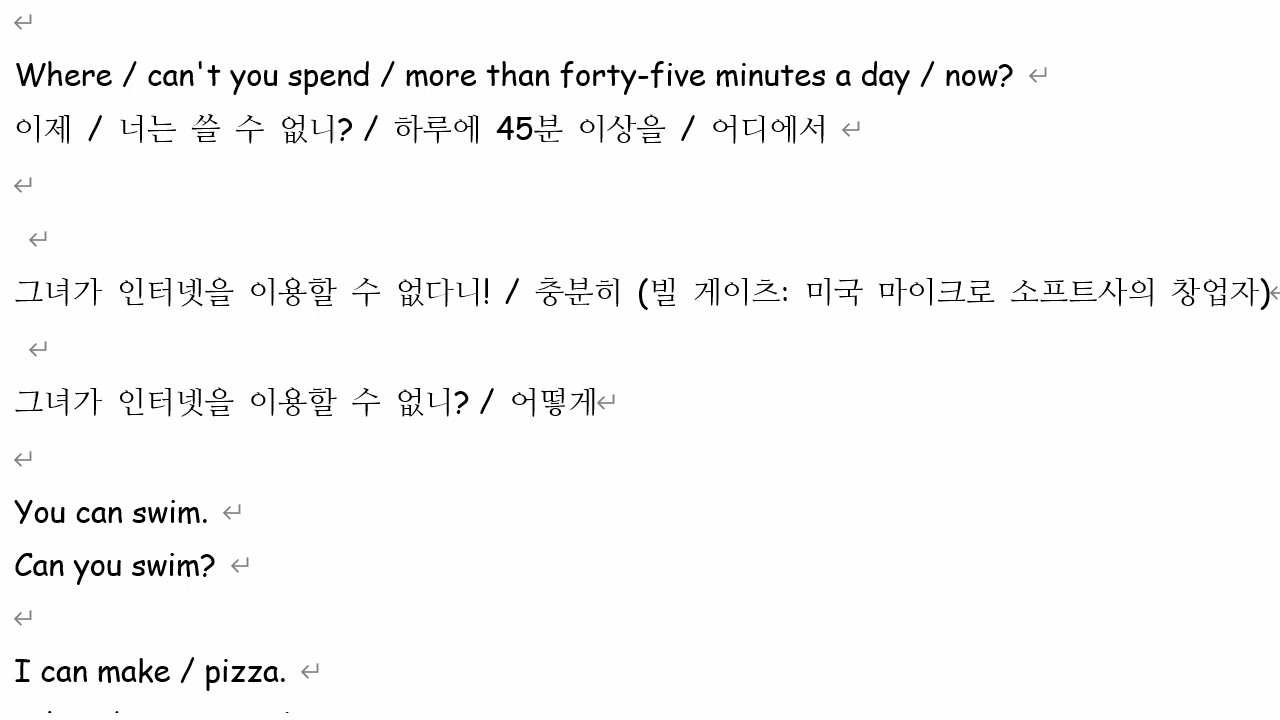 Where / can't you spend / more than forty-five minutes a day / now?
이제 / 너는 쓸 수 없니? / 하루에 45분 이상을 / 어디에서
그녀가 인터넷을 이용할 수 없다니! / 충분히 (빌 게이츠: 미국 마이크로 소프트사의 창업자)
그녀가 인터넷을 이용할 수 없니? / 어떻게
You can swim.
Can you swim?
I can make / pizza.